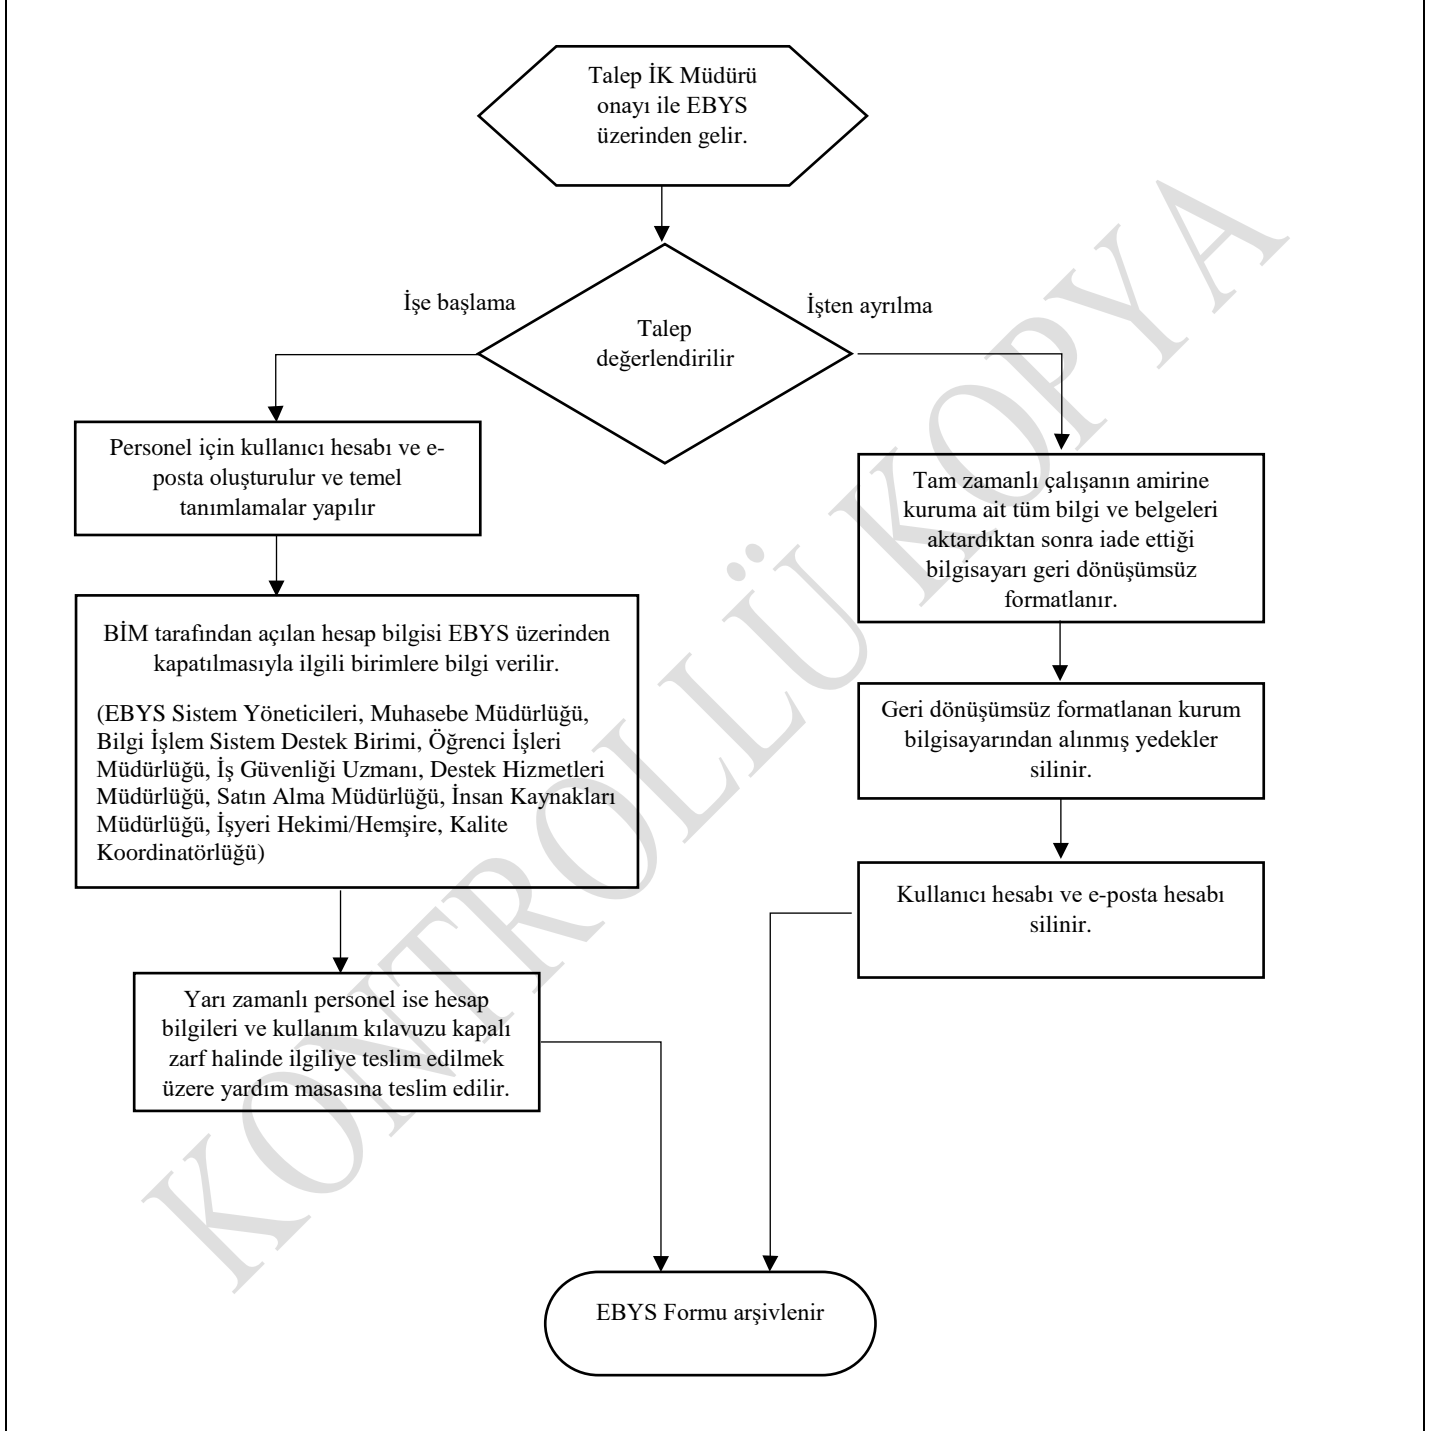 Talep İK Müdürü
onayı ile EBYS
üzerinden gelir.
İşe başlama
İşten ayrılma
Talep
değerlendirilir
Personel için kullanıcı hesabı ve e-
posta oluşturulur ve temel
tanımlamalar yapılır
BİM tarafından açılan hesap bilgisi EBYS üzerinden
kapatılmasıyla ilgili birimlere bilgi verilir.
(EBYS Sistem Yöneticileri, Muhasebe Müdürlüğü,
Bilgi İşlem Sistem Destek Birimi, Öğrenci İşleri
Müdürlüğü, İş Güvenliği Uzmanı, Destek Hizmetleri
Müdürlüğü, Satın Alma Müdürlüğü, İnsan Kaynakları
Müdürlüğü, İşyeri Hekimi/Hemşire, Kalite
Koordinatörlüğü)
Yarı zamanlı personel ise hesap
bilgileri ve kullanım kılavuzu kapalı
zarf halinde ilgiliye teslim edilmek
üzere yardım masasına teslim edilir.
Tam zamanlı çalışanın amirine
kuruma ait tüm bilgi ve belgeleri
aktardıktan sonra iade ettiği
bilgisayarı geri dönüşümsüz
formatlanır.
Geri dönüşümsüz formatlanan kurum
bilgisayarından alınmış yedekler
silinir.
Kullanıcı hesabı ve e-posta hesabı
silinir.
EBYS Formu arşivlenir
KONTROLLÜ KOPYA